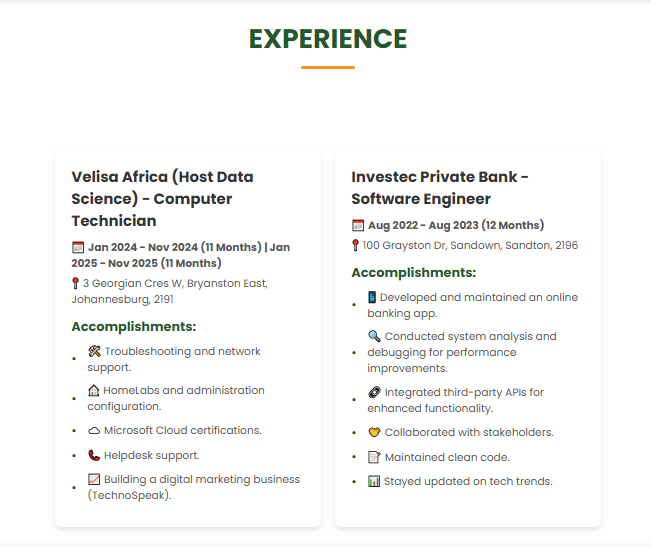 EXPERIENCE
Velisa Africa (Host Data
Science) - Computer
Technician
📅 Jan 2024 - Nov 2024 (11 Months) | Jan
2025 - Nov 2025 (11 Months)
📍 3 Georgian Cres W, Bryanston East,
Johannesburg, 2191
Accomplishments:
• 🛠 Troubleshooting and network
support.
• 🏠 HomeLabs and administration
configuration.
• ☁ Microsoft Cloud certifications.
• 📞 Helpdesk support.
• 📈 Building a digital marketing business
(TechnoSpeak).
Investec Private Bank -
Software Engineer
📅 Aug 2022 - Aug 2023 (12 Months)
📍 100 Grayston Dr, Sandown, Sandton, 2196
Accomplishments:
• 📱 Developed and maintained an online
banking app.
• 🔍 Conducted system analysis and
debugging for performance
improvements.
• 🔗 Integrated third-party APIs for
enhanced functionality.
• 🤝 Collaborated with stakeholders.
• 📝 Maintained clean code.
• 📊 Stayed updated on tech trends.